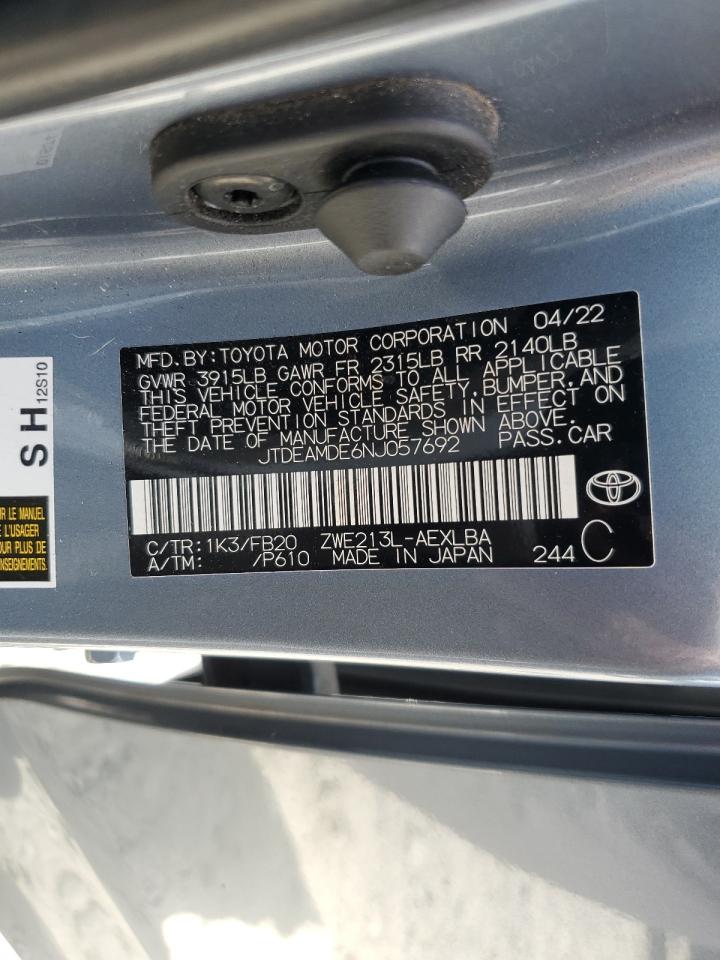 MFD. BY: TOYOTA MOTOR CORPORATION 04/22
GVWR 3915LB GAWR FR 2315LB RR 2140LB
THIS VEHICLE CONFORMS TO ALL APPLICABLE
FEDERAL MOTOR VEHICLE SAFETY, BUMPER, AND
THEFT PREVENTION STANDARDS IN EFFECT ON
THE DATE OF MANUFACTURE SHOWN ABOVE.
JTDEAMDE6NJ057692 PASS. CAR
C/TR: 1K3/FB20 ZWE213L-AEXLBA
A/TM: /P610 MADE IN JAPAN 244 C
S H 12S10
R LE MANUEL
E L'USAGER
OUR PLUS DE
NSEIGNEMENTS.